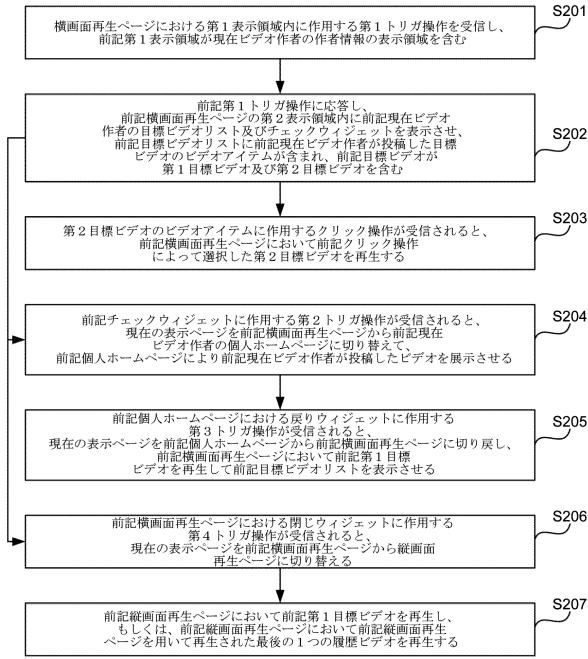 S201
横画面再生ページにおける第1表示領域内に作用する第1トリガ操作を受信し、
前記第1表示領域が現在ビデオ作者の作者情報の表示領域を含む
S202
前記第1トリガ操作に応答し、
前記横画面再生ページの第2表示領域内に前記現在ビデオ
作者の目標ビデオリスト及びチェックウィジェットを表示させ、
前記目標ビデオリストに前記現在ビデオ作者が投稿した目標
ビデオのビデオアイテムが含まれ、前記目標ビデオが
第1目標ビデオ及び第2目標ビデオを含む
S203
第2目標ビデオのビデオアイテムに作用するクリック操作が受信されると、
前記横画面再生ページにおいて前記クリック操作
によって選択した第2目標ビデオを再生する
S204
前記チェックウィジェットに作用する第2トリガ操作が受信されると、
現在の表示ページを前記横画面再生ページから前記現在
ビデオ作者の個人ホームページに切り替えて、
前記個人ホームページにより前記現在ビデオ作者が投稿したビデオを展示させる
S205
前記個人ホームページにおける戻りウィジェットに作用する
第3トリガ操作が受信されると、
現在の表示ページを前記個人ホームページから前記横画面再生ページに切り戻し、
前記横画面再生ページにおいて前記第1目標
ビデオを再生して前記目標ビデオリストを表示させる
S206
前記横画面再生ページにおける閉じウィジェットに作用する
第4トリガ操作が受信されると、
現在の表示ページを前記横画面再生ページから縦画面
再生ページに切り替える
S207
前記縦画面再生ページにおいて前記第1目標ビデオを再生し、
もしくは、前記縦画面再生ページにおいて前記縦画面再生
ページを用いて再生された最後の1つの履歴ビデオを再生する